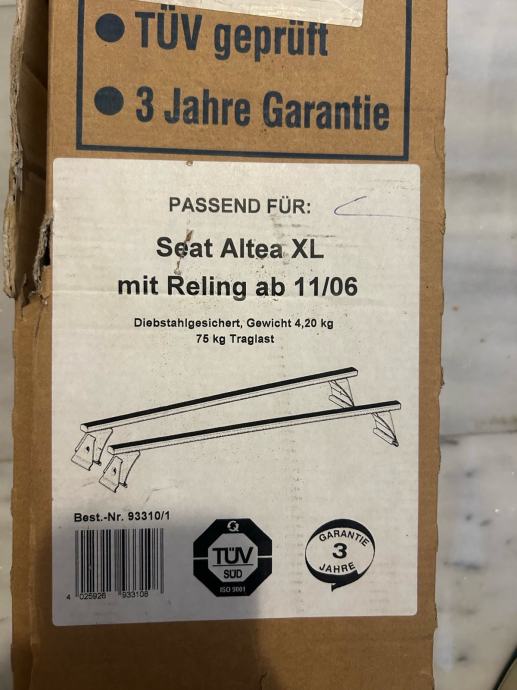 ● TÜV geprüft
● 3 Jahre Garantie
PASSEND FÜR:
Seat Altea XL
mit Reling ab 11/06
Diebstahlgesichert, Gewicht 4,20 kg
75 kg Traglast
Best.-Nr. 93310/1
4 025926 933108
TÜV
SÜD
ISO 9001
GARANTIE
3
JAHRE